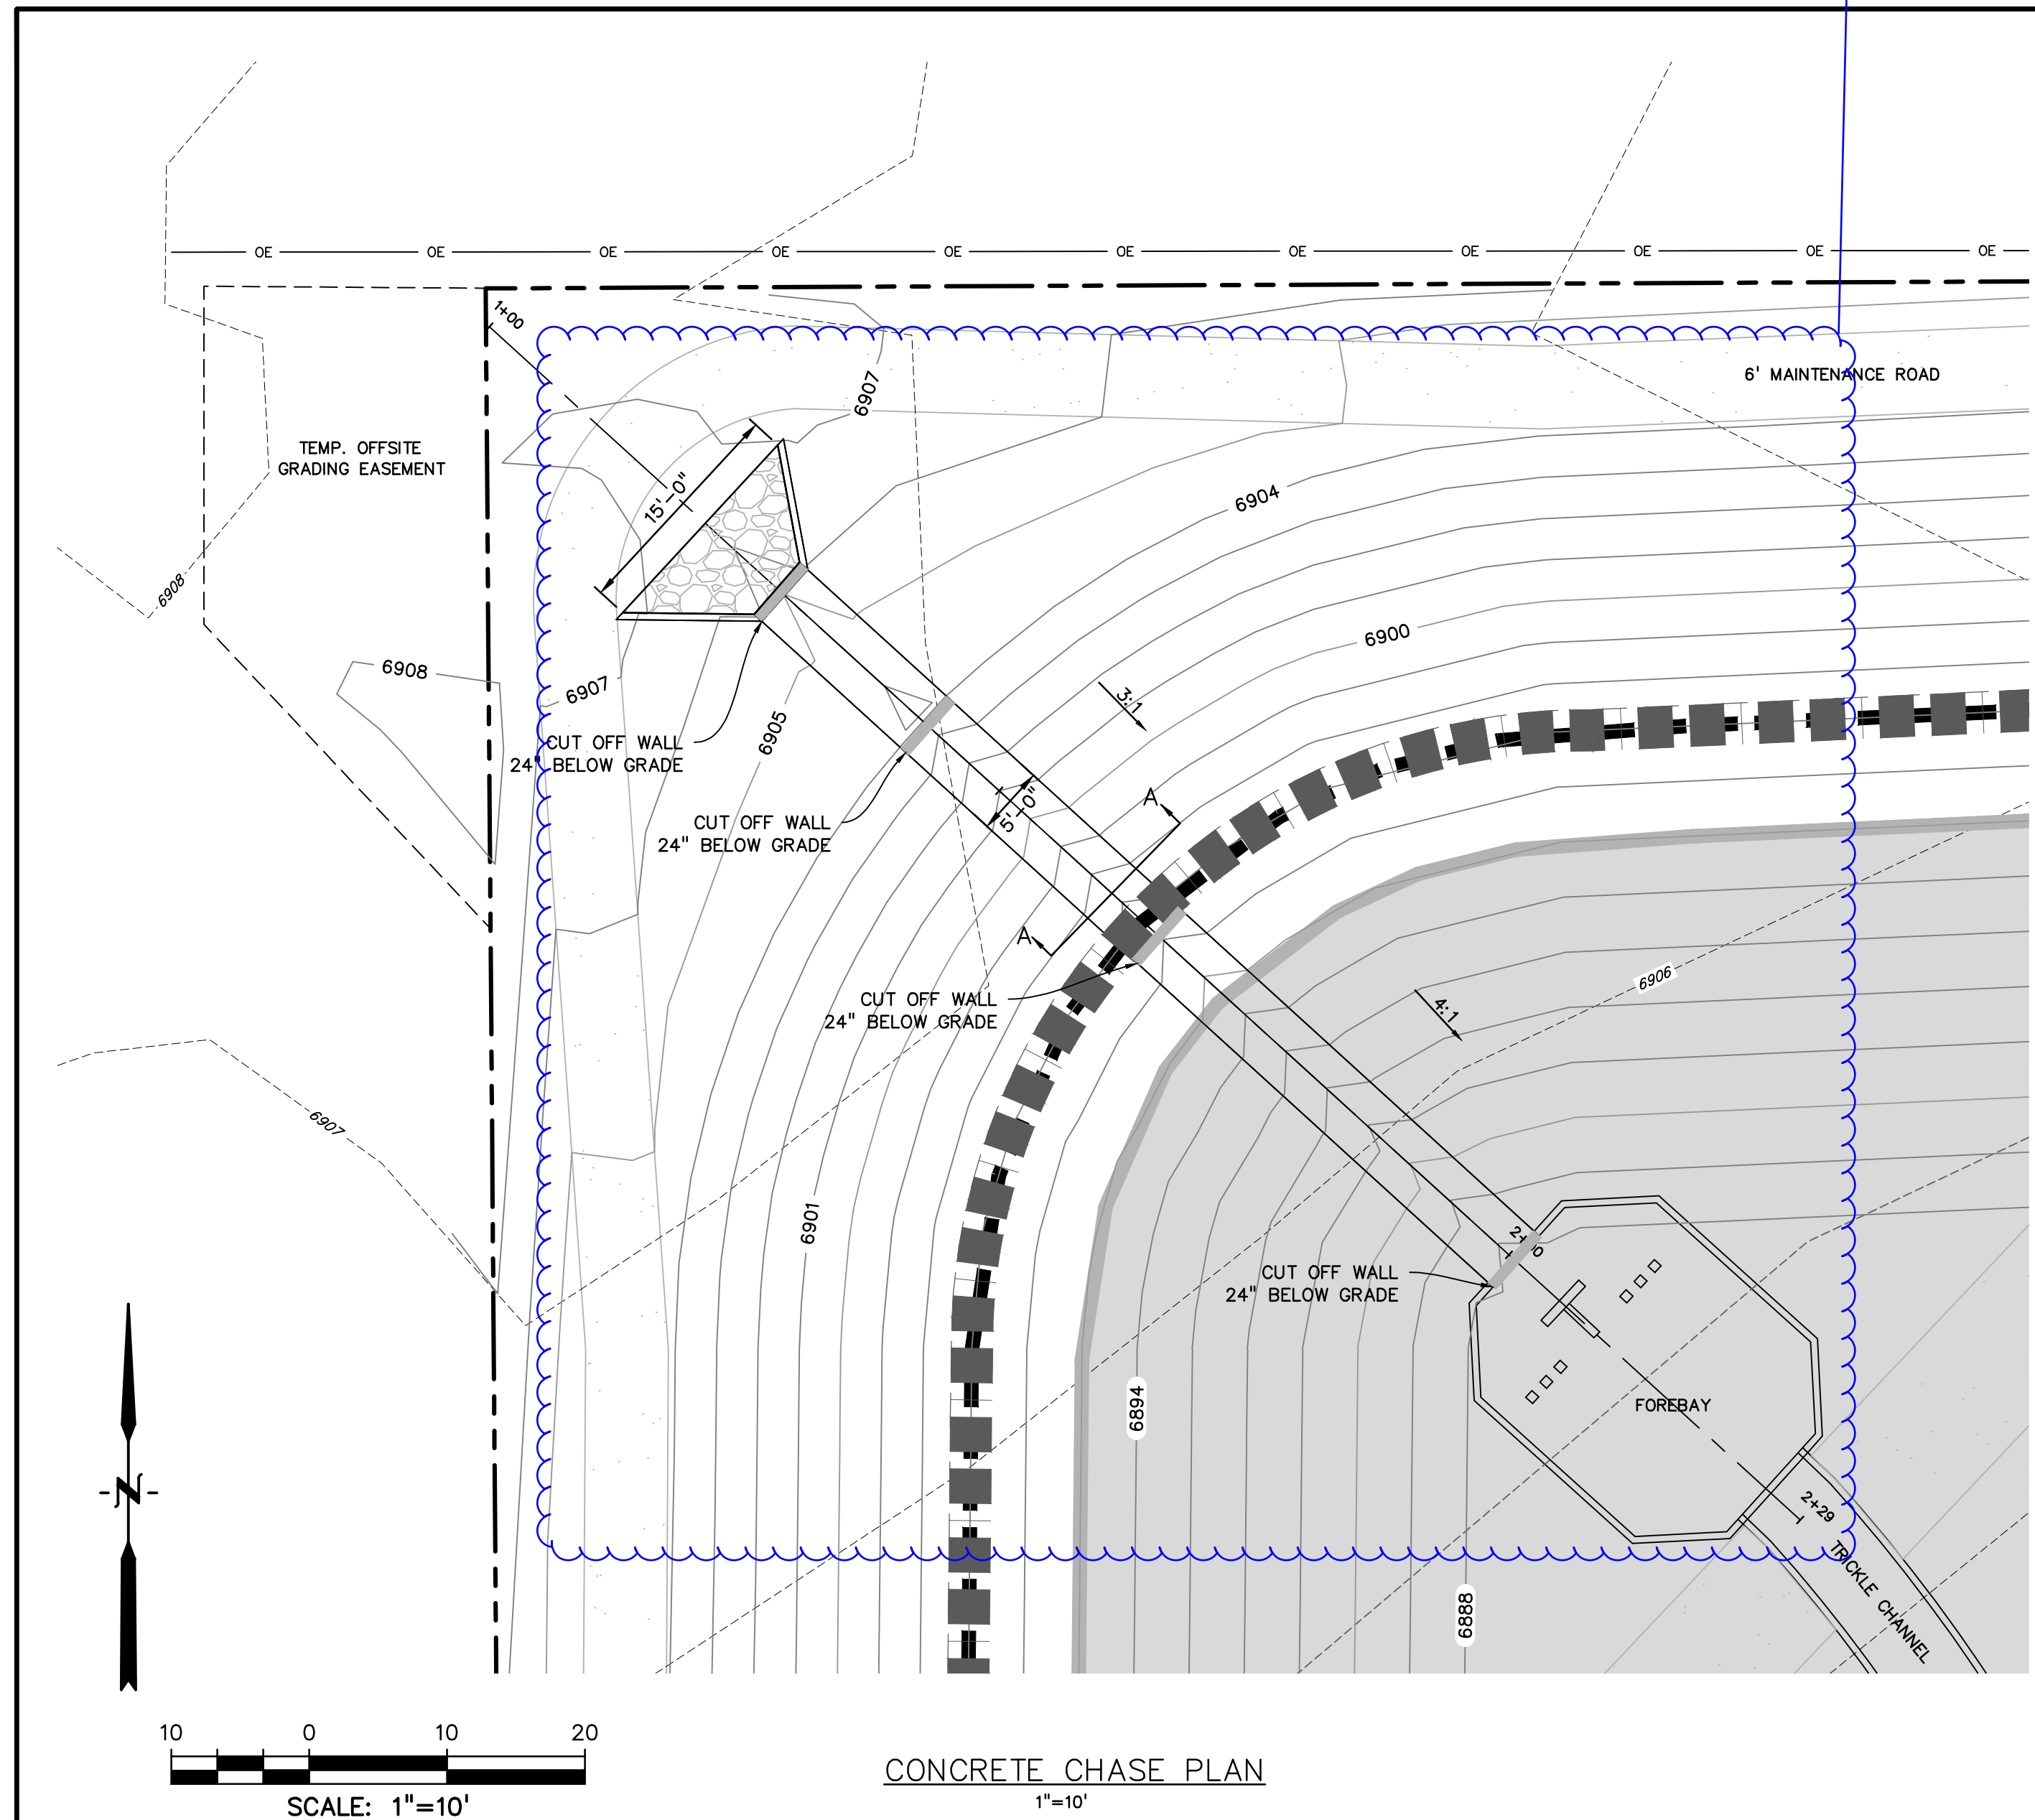 OE OE OE OE OE OE OE OE OE OE OE
1+00
6' MAINTENANCE ROAD
6907
TEMP. OFFSITE
GRADING EASEMENT
15'-0"
6904
6908
6900
6908
6907
3:1
6905
CUT OFF WALL
24" BELOW GRADE
A
5'-0"
CUT OFF WALL
24" BELOW GRADE
A
6906
CUT OFF WALL
24" BELOW GRADE
4:1
6907
6901
2+00
CUT OFF WALL
24" BELOW GRADE
6894
FOREBAY
N
2+29
TRICKLE CHANNEL
6888
10 0 10 20
SCALE: 1"=10'
CONCRETE CHASE PLAN
1"=10'